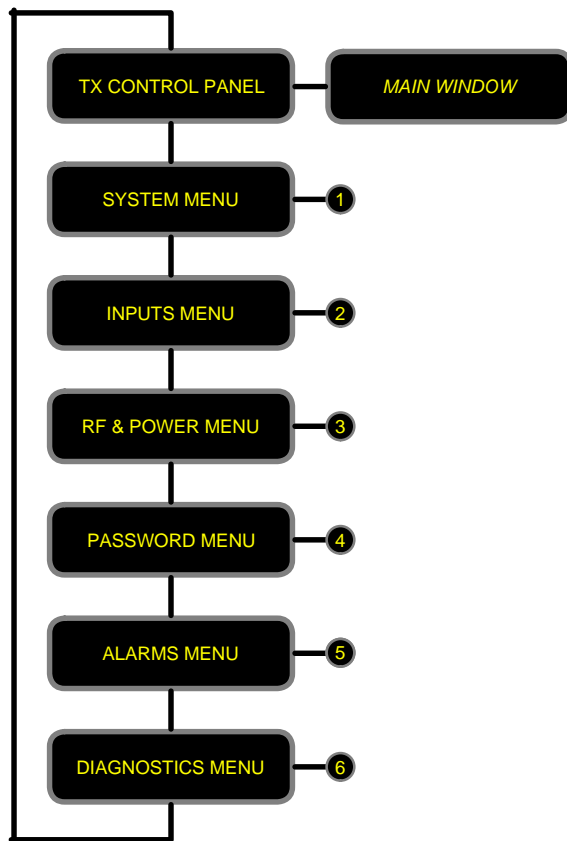 TX CONTROL PANEL
MAIN WINDOW
SYSTEM MENU
1
INPUTS MENU
2
RF & POWER MENU
3
PASSWORD MENU
4
ALARMS MENU
5
DIAGNOSTICS MENU
6